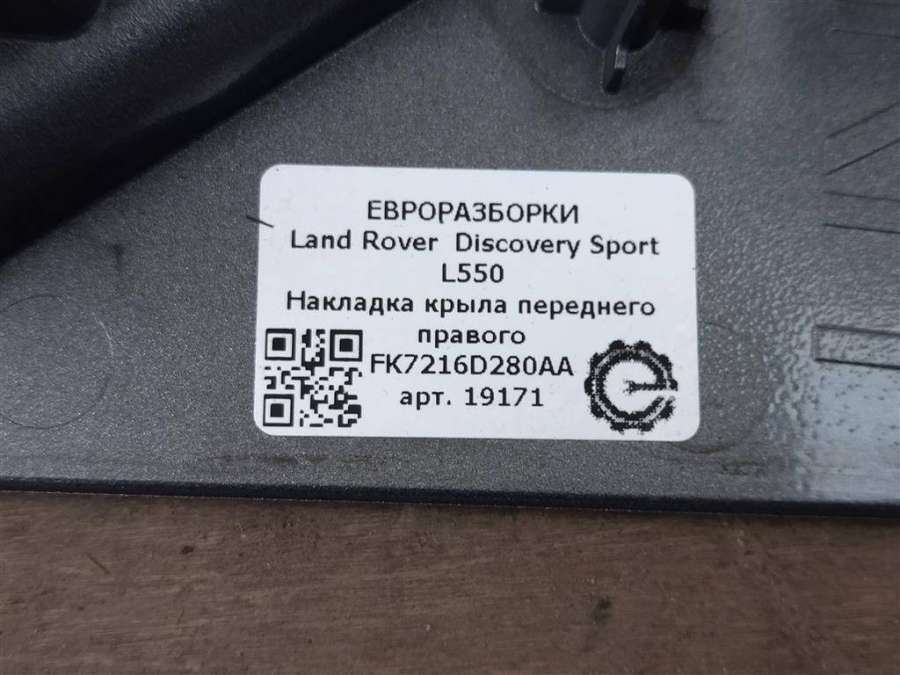 ЕВРОРАЗБОРКИ
Land Rover Discovery Sport
L550
Накладка крыла переднего
правого
FK7216D280AA
арт. 19171